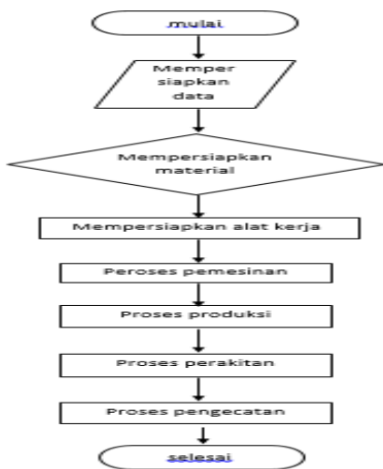 mulai
Memper
siapkan
data
Mempersiapkan
material
Mempersiapkan alat kerja
Peroses pemesinan
Proses produksi
Proses perakitan
Proses pengecatan
selesai